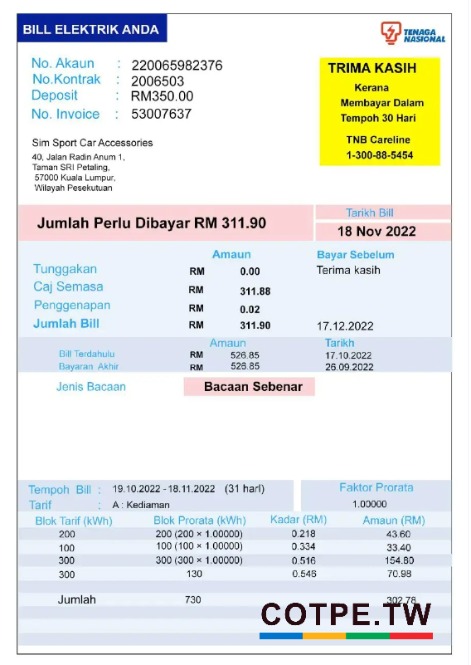 BILL ELEKTRIK ANDA
TENAGA
NASIONAL
No. Akaun : 220065982376
No.Kontrak : 2006503
Deposit : RM350.00
No. Invoice : 53007637
TRIMA KASIH
Kerana
Membayar Dalam
Tempoh 30 Hari
TNB Careline
1-300-88-5454
Sim Sport Car Accessories
40, Jalan Radin Anum 1,
Taman SRI Petaling,
57000 Kuala Lumpur,
Wilayah Pesekutuan
Jumlah Perlu Dibayar RM 311.90
Tarikh Bill
18 Nov 2022
Amaun Bayar Sebelum
Tunggakan RM 0.00 Terima kasih
Caj Semasa RM 311.88
Penggenapan RM 0.02
Jumlah Bill RM 311.90 17.12.2022
Amaun Tarikh
Bill Terdahulu RM 526.85 17.10.2022
Bayaran Akhir RM 526.85 26.09.2022
Jenis Bacaan Bacaan Sebenar
Tempoh Bill : 19.10.2022 -18.11.2022 (31 hari) Faktor Prorata
Tarif : A : Kediaman 1.00000
Blok Tarif (kWh) Blok Prorata (kWh) Kadar (RM) Amaun (RM)
200 200 (200 × 1.00000) 0.218 43.60
100 100 (100 × 1.00000) 0.334 33.40
300 300 (300 × 1.00000) 0.516 154.80
300 130 0.546 70.98
Jumlah 730 302.78
COTPE.TW